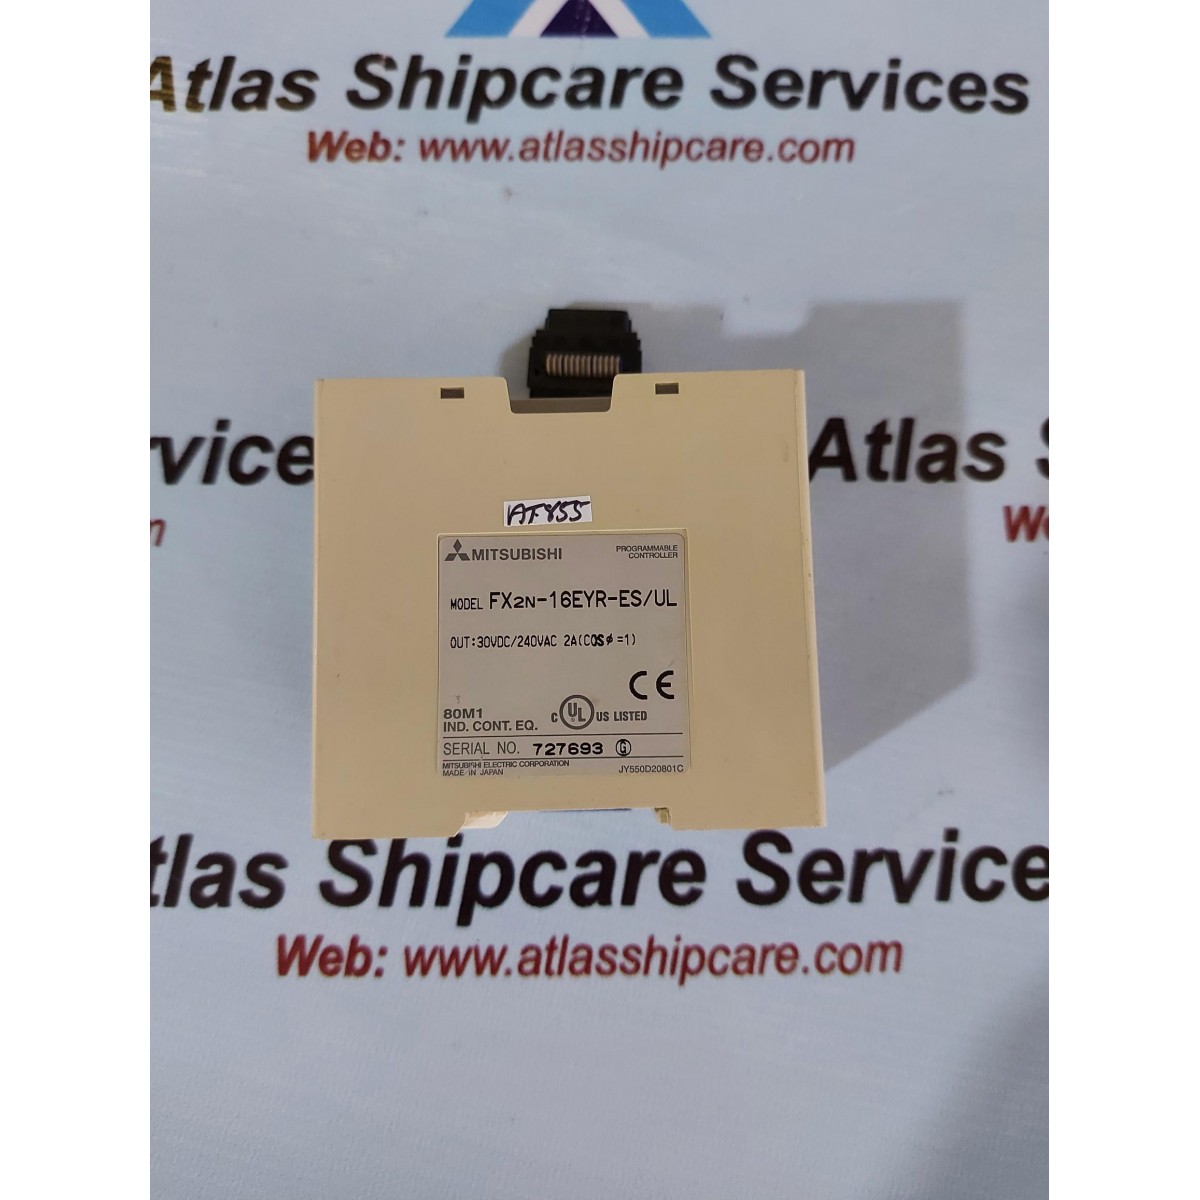 Atlas Shipcare Services
Web: www.atlasshipcare.com
vice
Atlas S
We
AF855
MITSUBISHI
PROGRAMMABLE
CONTROLLER
MODEL FX2N-16EYR-ES/UL
OUT:30VDC/240VAC 2A(COSφ=1)
CE
80M1
IND. CONT. EQ.
C UL US LISTED
SERIAL NO. 727693 G
MITSUBISHI ELECTRIC CORPORATION
MADE IN JAPAN
JY550D20801C
tlas Shipcare Service
Web: www.atlasshipcare.com